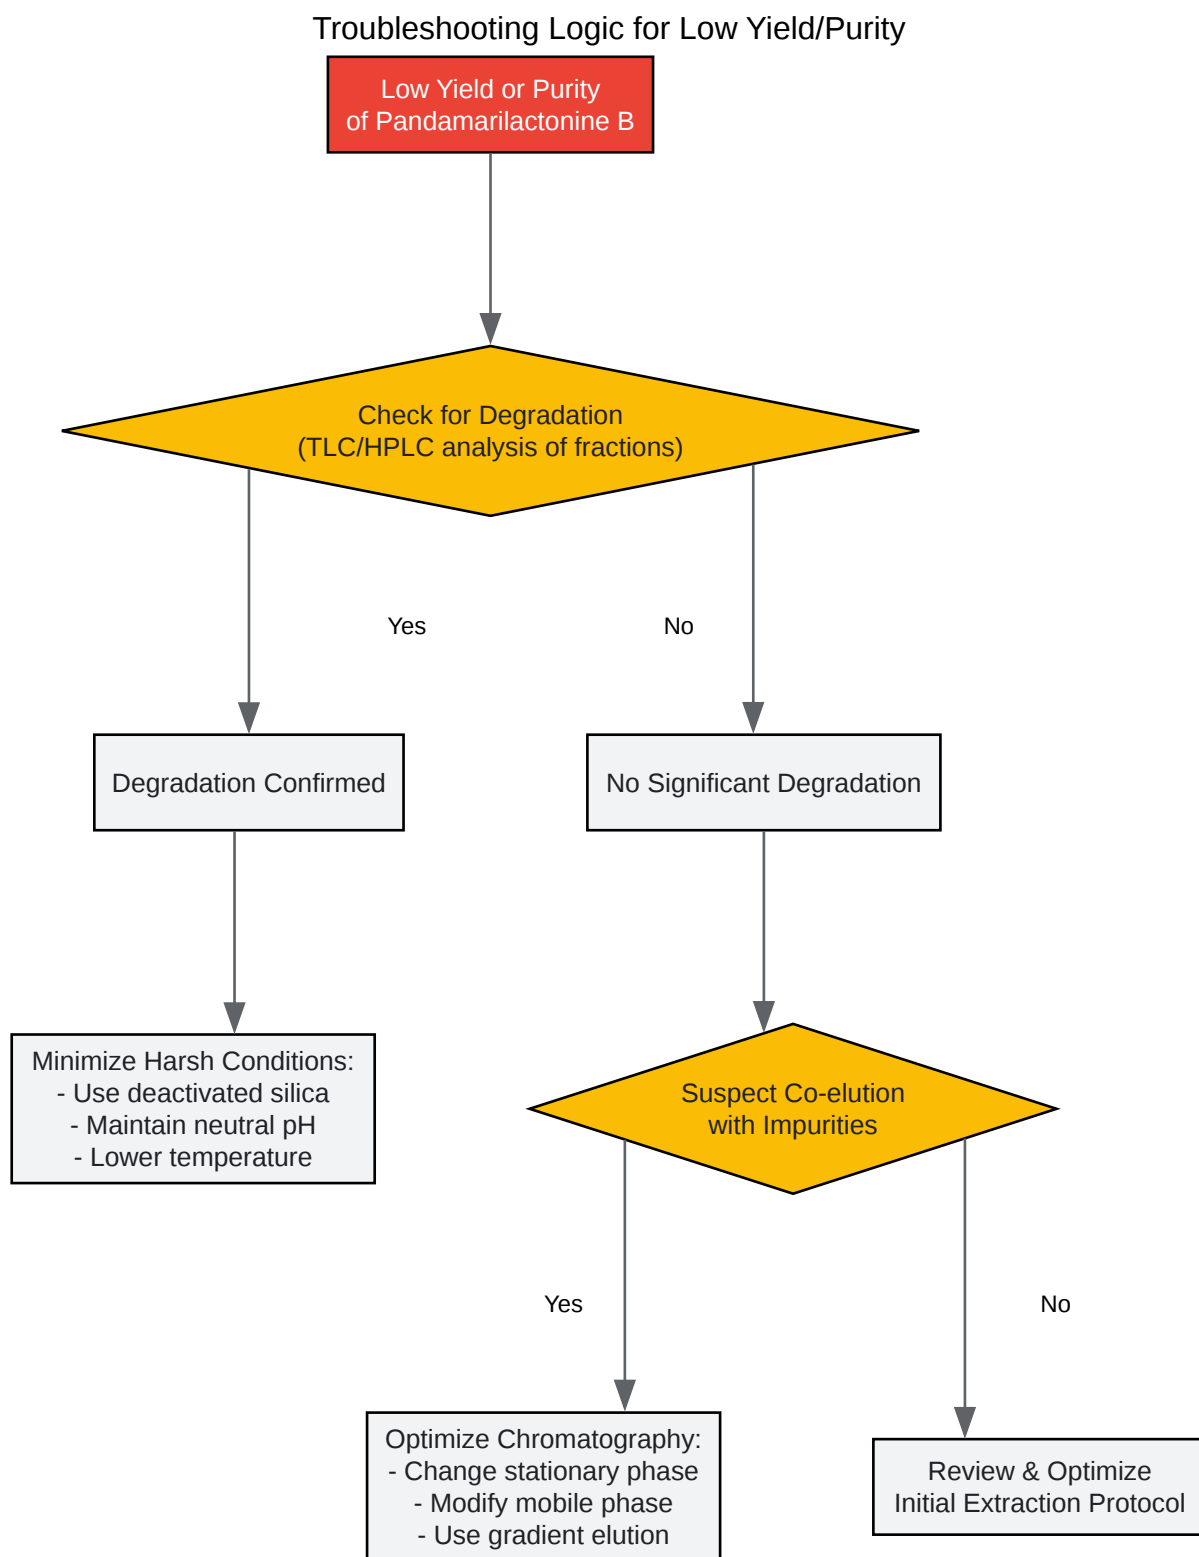 Troubleshooting Logic for Low Yield/Purity
Low Yield or Purity
of Pandamarilactonine B
Check for Degradation
(TLC/HPLC analysis of fractions)
Yes
No
Degradation Confirmed
No Significant Degradation
Minimize Harsh Conditions:
- Use deactivated silica
- Maintain neutral pH
- Lower temperature
Suspect Co-elution
with Impurities
Yes
No
Optimize Chromatography:
- Change stationary phase
- Modify mobile phase
- Use gradient elution
Review & Optimize
Initial Extraction Protocol